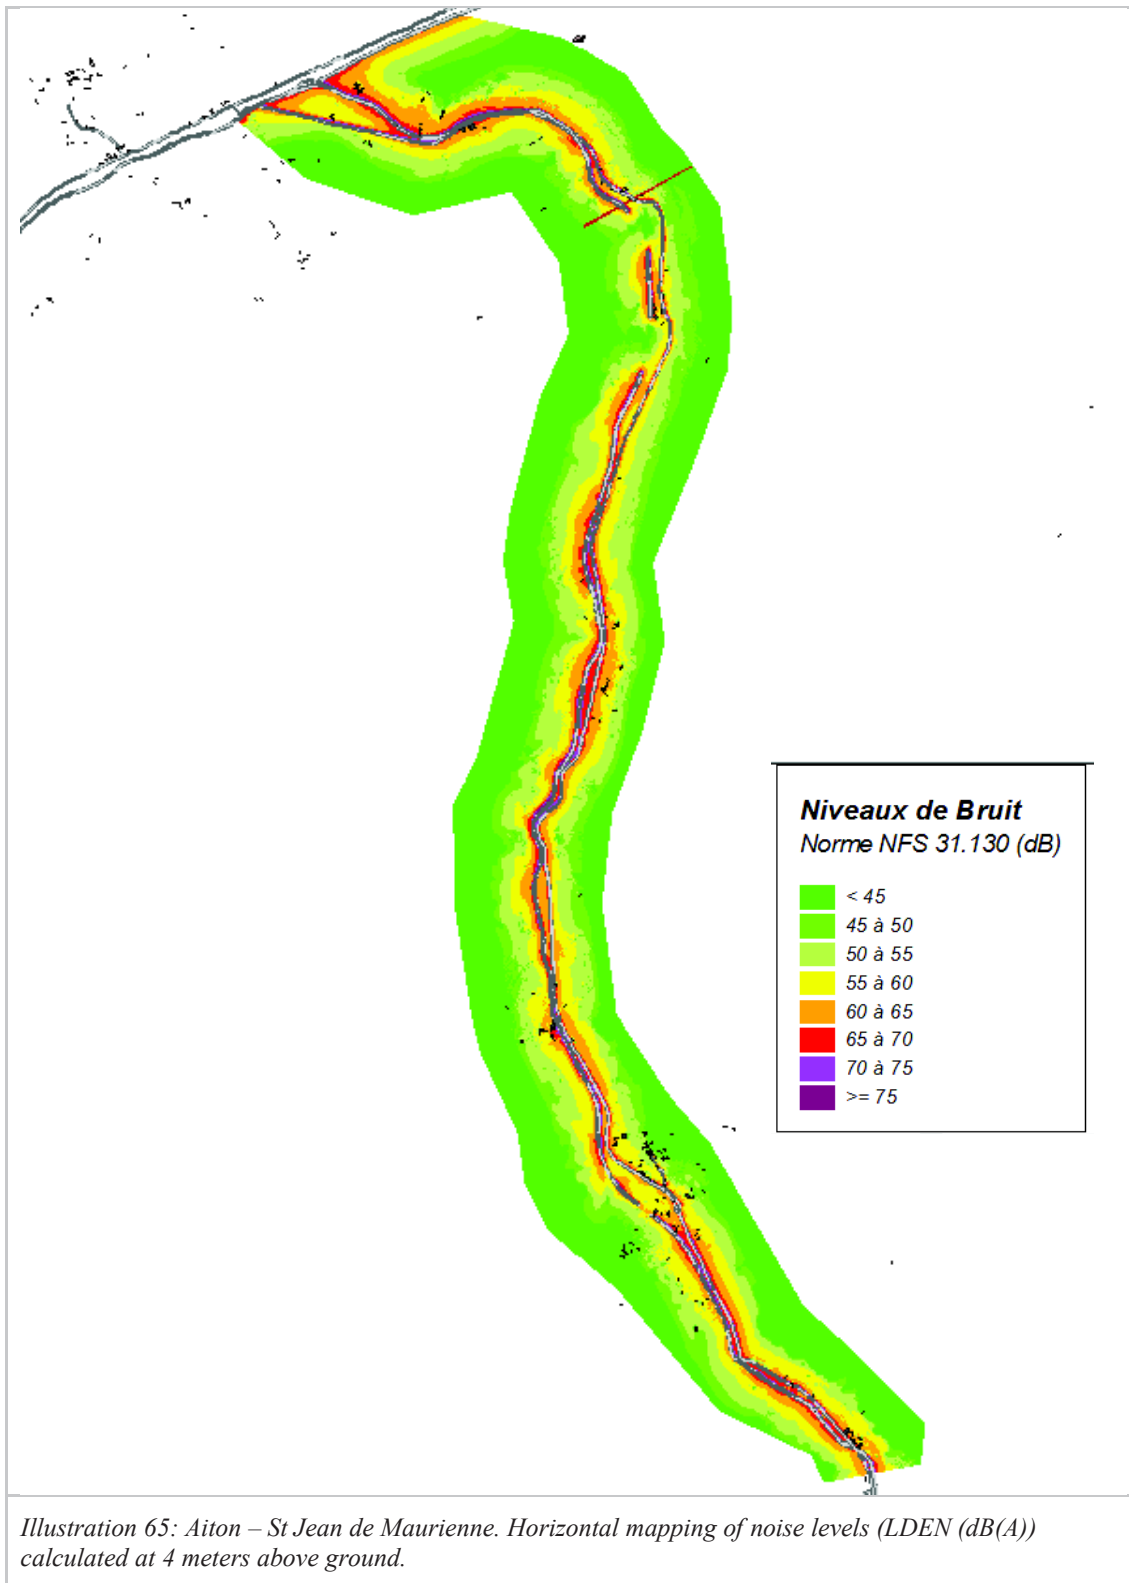 Niveaux de Bruit
Norme NFS 31.130 (dB)
< 45
45 à 50
50 à 55
55 à 60
60 à 65
65 à 70
70 à 75
>= 75
Illustration 65: Aiton – St Jean de Maurienne. Horizontal mapping of noise levels (LDEN (dB(A))
calculated at 4 meters above ground.